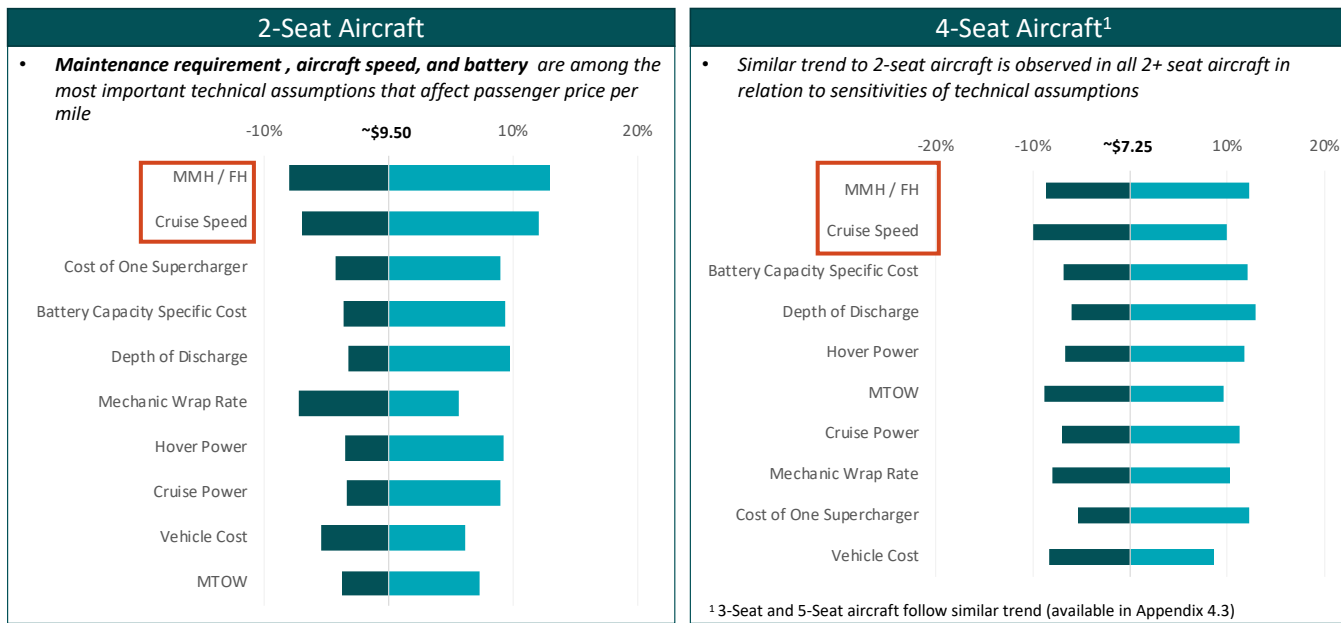 2-Seat Aircraft
• Maintenance requirement , aircraft speed, and battery are among the
most important technical assumptions that affect passenger price per
mile
-10% ~$9.50 10% 20%
MMH / FH
Cruise Speed
Cost of One Supercharger
Battery Capacity Specific Cost
Depth of Discharge
Mechanic Wrap Rate
Hover Power
Cruise Power
Vehicle Cost
MTOW
4-Seat Aircraft¹
• Similar trend to 2-seat aircraft is observed in all 2+ seat aircraft in
relation to sensitivities of technical assumptions
-20% -10% ~$7.25 10% 20%
MMH / FH
Cruise Speed
Battery Capacity Specific Cost
Depth of Discharge
Hover Power
MTOW
Cruise Power
Mechanic Wrap Rate
Cost of One Supercharger
Vehicle Cost
¹ 3-Seat and 5-Seat aircraft follow similar trend (available in Appendix 4.3)